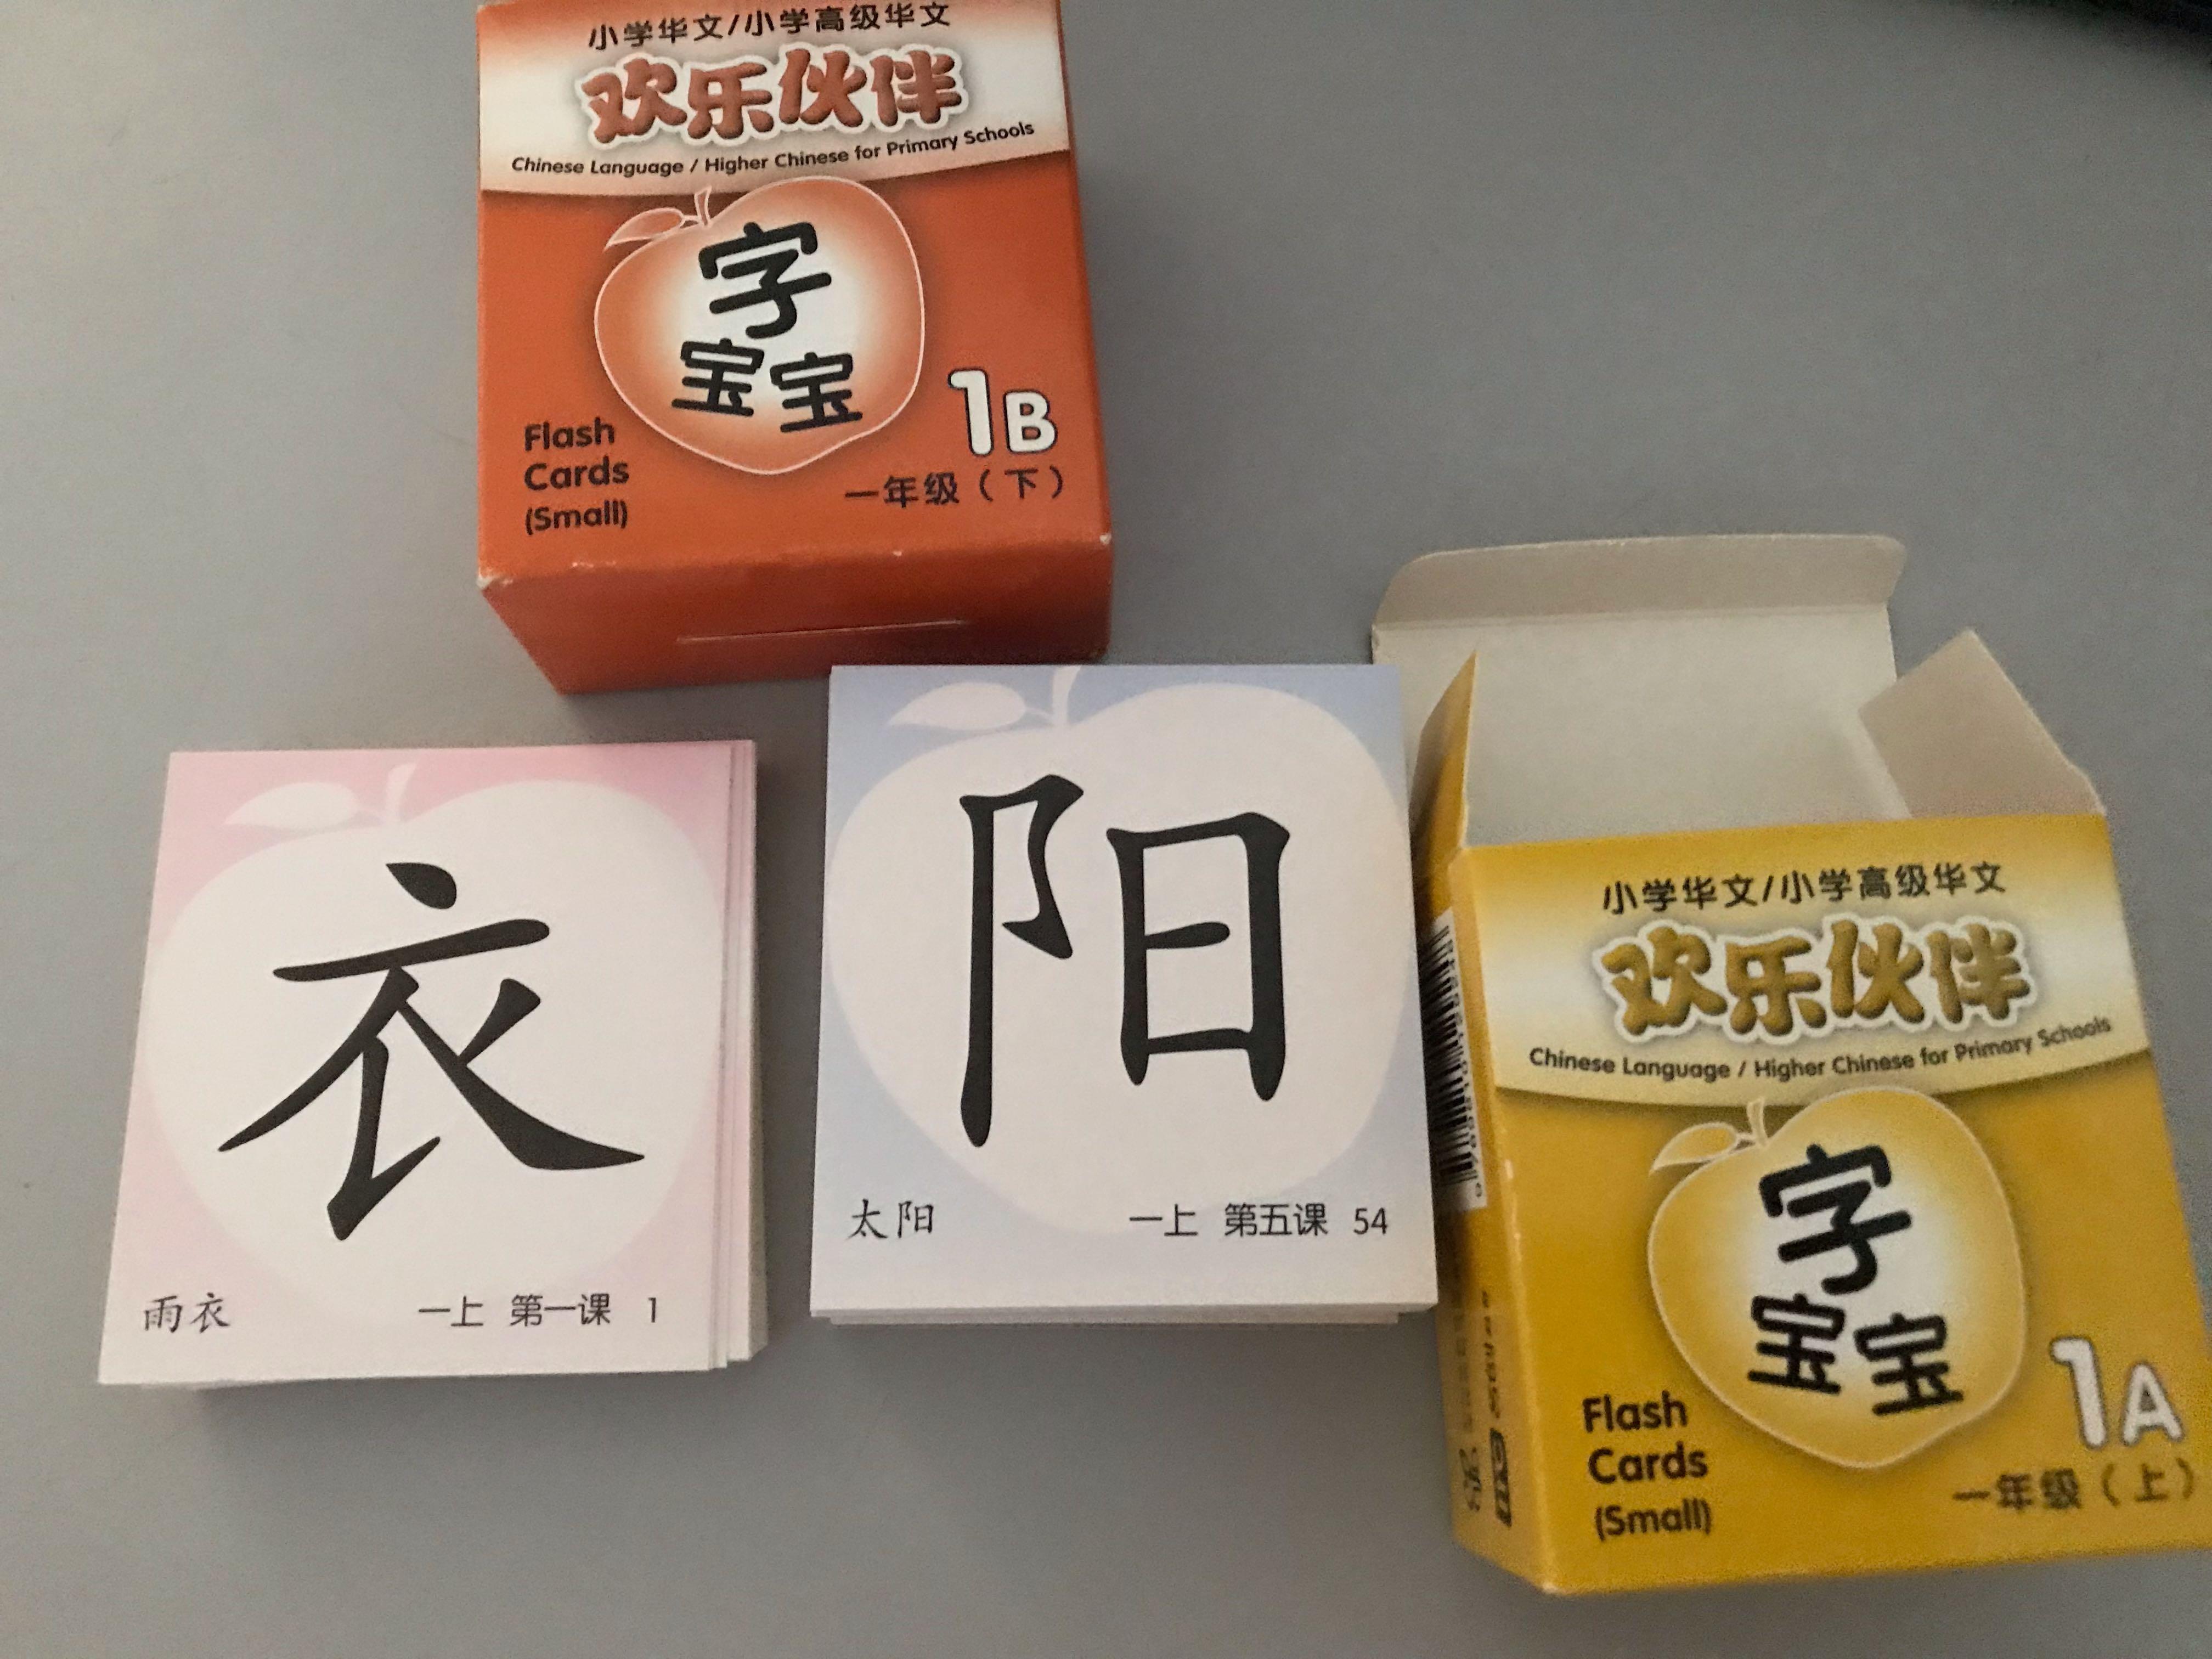 小学华文/小学高级华文
欢乐伙伴
Chinese Language / Higher Chinese for Primary Schools
字
宝宝
Flash
Cards
(Small)
1B
一年级（下）
衣
雨衣 一上 第一课 1
阳
太阳 一上 第五课 54
小学华文/小学高级华文
欢乐伙伴
Chinese Language / Higher Chinese for Primary Schools
字
宝宝
Flash
Cards
(Small)
1A
一年级（上）